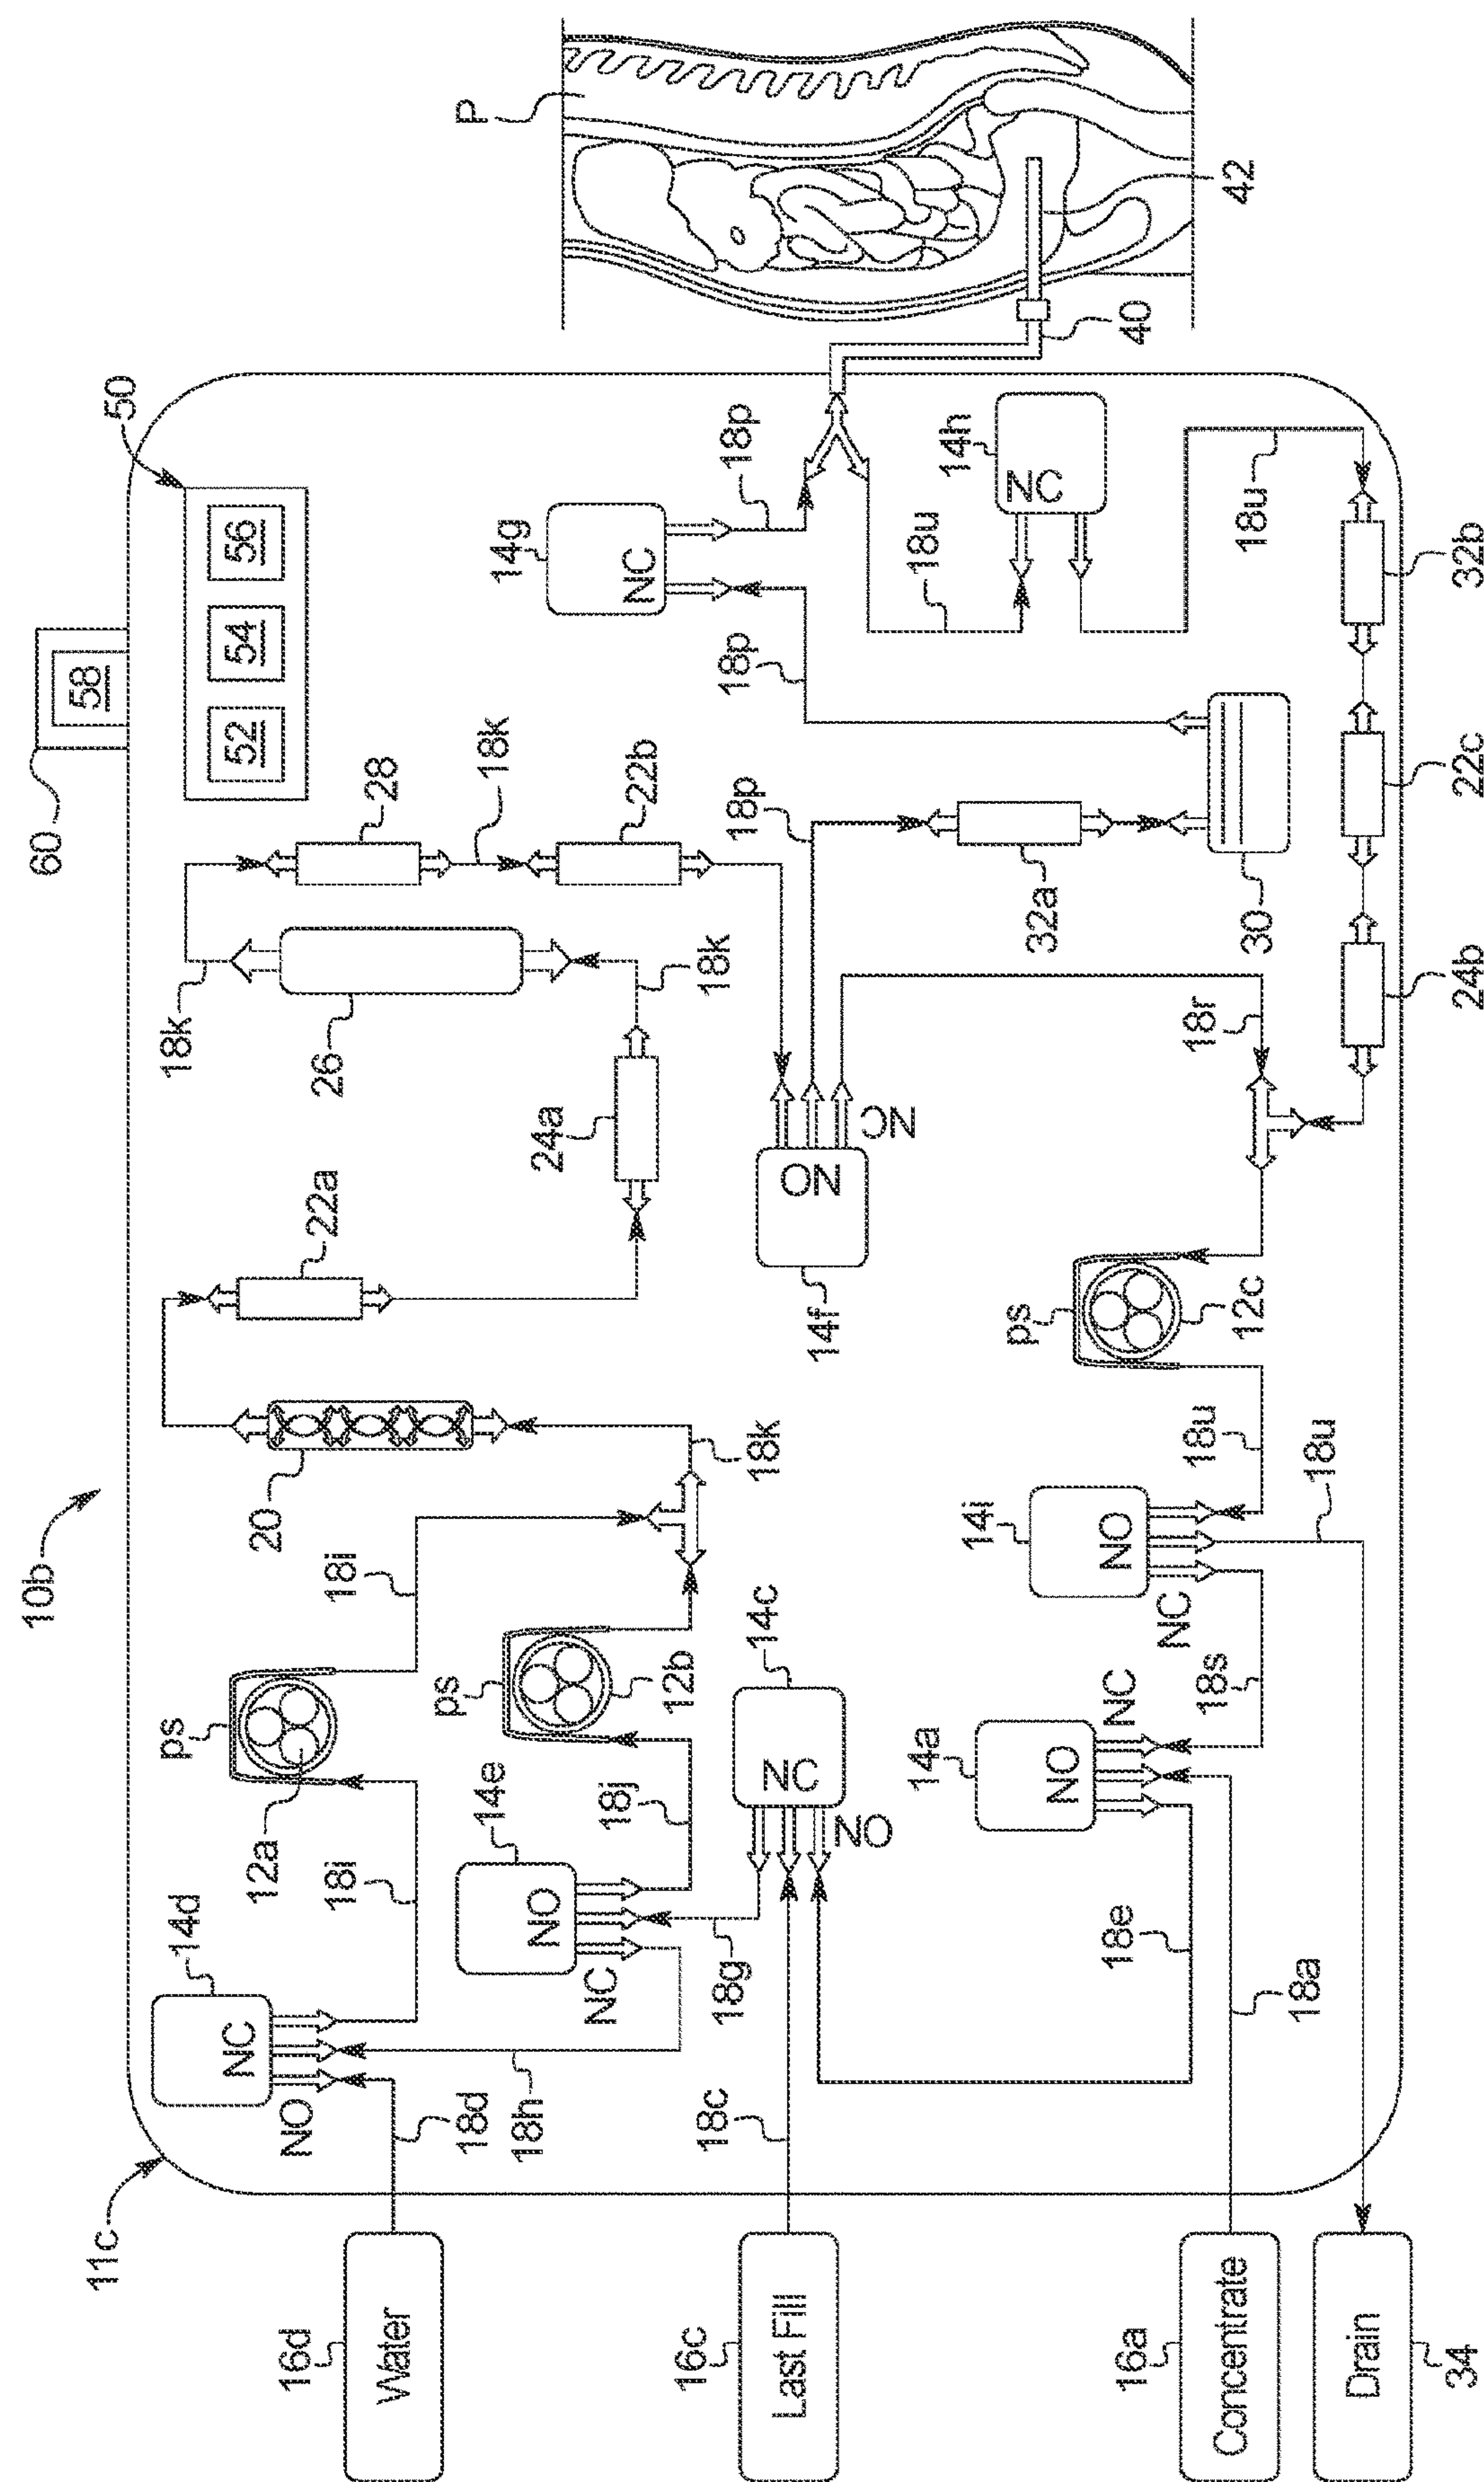 10b
60
58
11c
50
52 54 56
14d
ps
18k
NC
12a
20
16d
NO
18i
18i
22a
26
28
Water
18d
14e
ps
18k
14g
P
18h
NO
24a
NC
18j
22b
NC
16c
12b
18c
18g
18k
18p
18p
18p
14c
18k
Last Fill
NC
NO
14f
NO
NC
14a
14i
18u
14h
ps
NC
NO
32a
18e
NC
NO
16a
40
NC
18s
18u
18r
Concentrate
12c
18u
42
30
18a
18u
Drain
34
24b
22c
32b